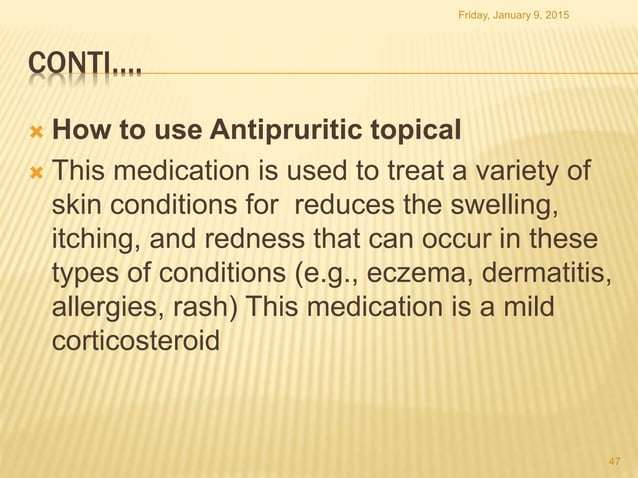 Friday, January 9, 2015
CONTI....
How to use Antipruritic topical
This medication is used to treat a variety of
skin conditions for  reduces the swelling,
itching, and redness that can occur in these
types of conditions (e.g., eczema, dermatitis,
allergies, rash) This medication is a mild
corticosteroid
47